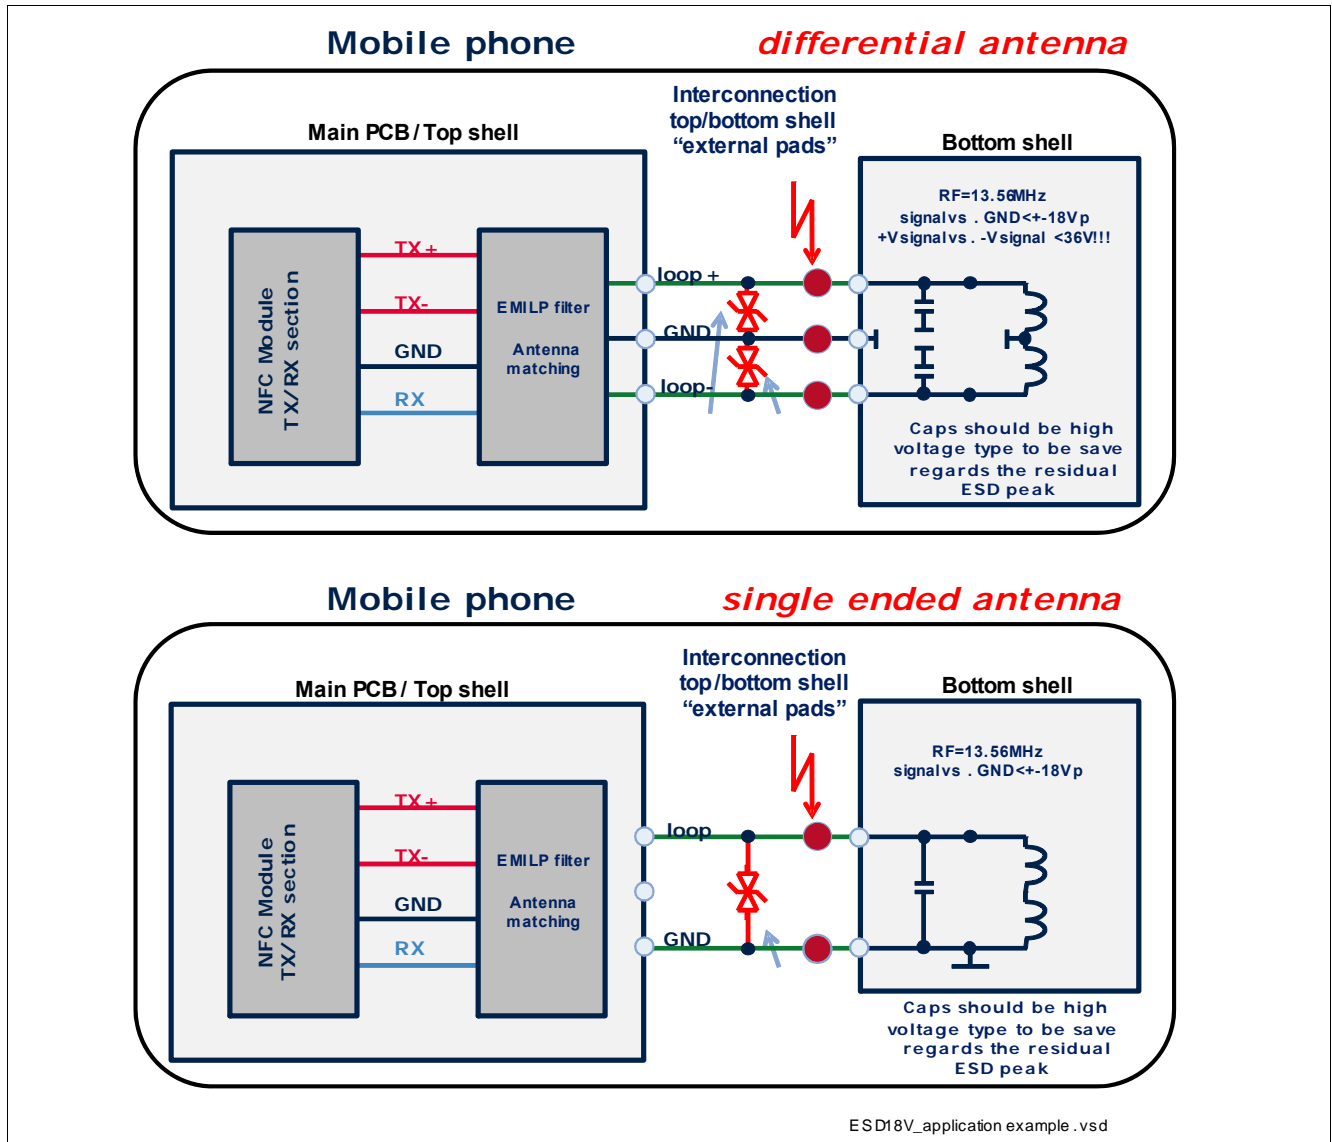 Mobile phone
differential antenna
Interconnection
top/bottom shell
“external pads”
Main PCB / Top shell
Bottom shell
NFC Module
TX/RX section
TX+
TX-
GND
RX
EMILP filter
Antenna
matching
loop +
GND
loop-
RF=13.56MHz
signal vs . GND<+-18Vp
+Vsignal vs . -Vsignal <36V!!!
Caps should be high
voltage type to be save
regards the residual
ESD peak
Mobile phone
single ended antenna
Interconnection
top/bottom shell
“external pads”
Main PCB / Top shell
Bottom shell
NFC Module
TX/RX section
TX+
TX-
GND
RX
EMILP filter
Antenna
matching
loop
GND
RF=13.56MHz
signal vs . GND<+-18Vp
Caps should be high
voltage type to be save
regards the residual
ESD peak
ESD18V_application example .vsd